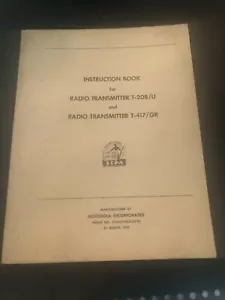 INSTRUCTION BOOK
for
RADIO TRANSMITTER T-208/U
and
RADIO TRANSMITTER T-417/GR
MANUFACTURED BY
MOTOROLA INCORPORATED